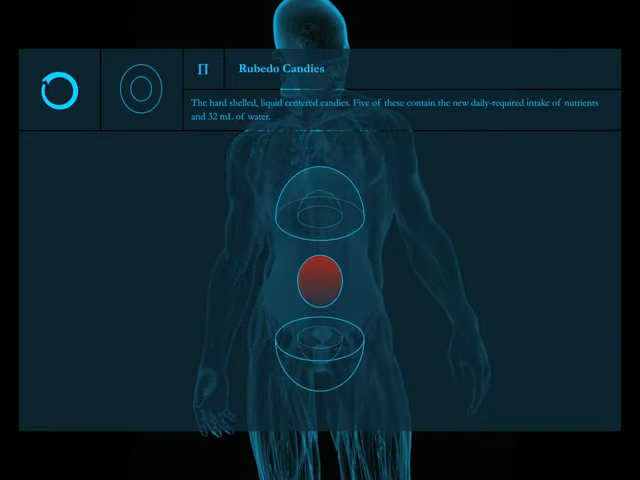 Π
Rubedo Candies
The hard shelled, liquid centered candies. Five of these contain the new daily-required intake of nutrients
and 32 mL of water.